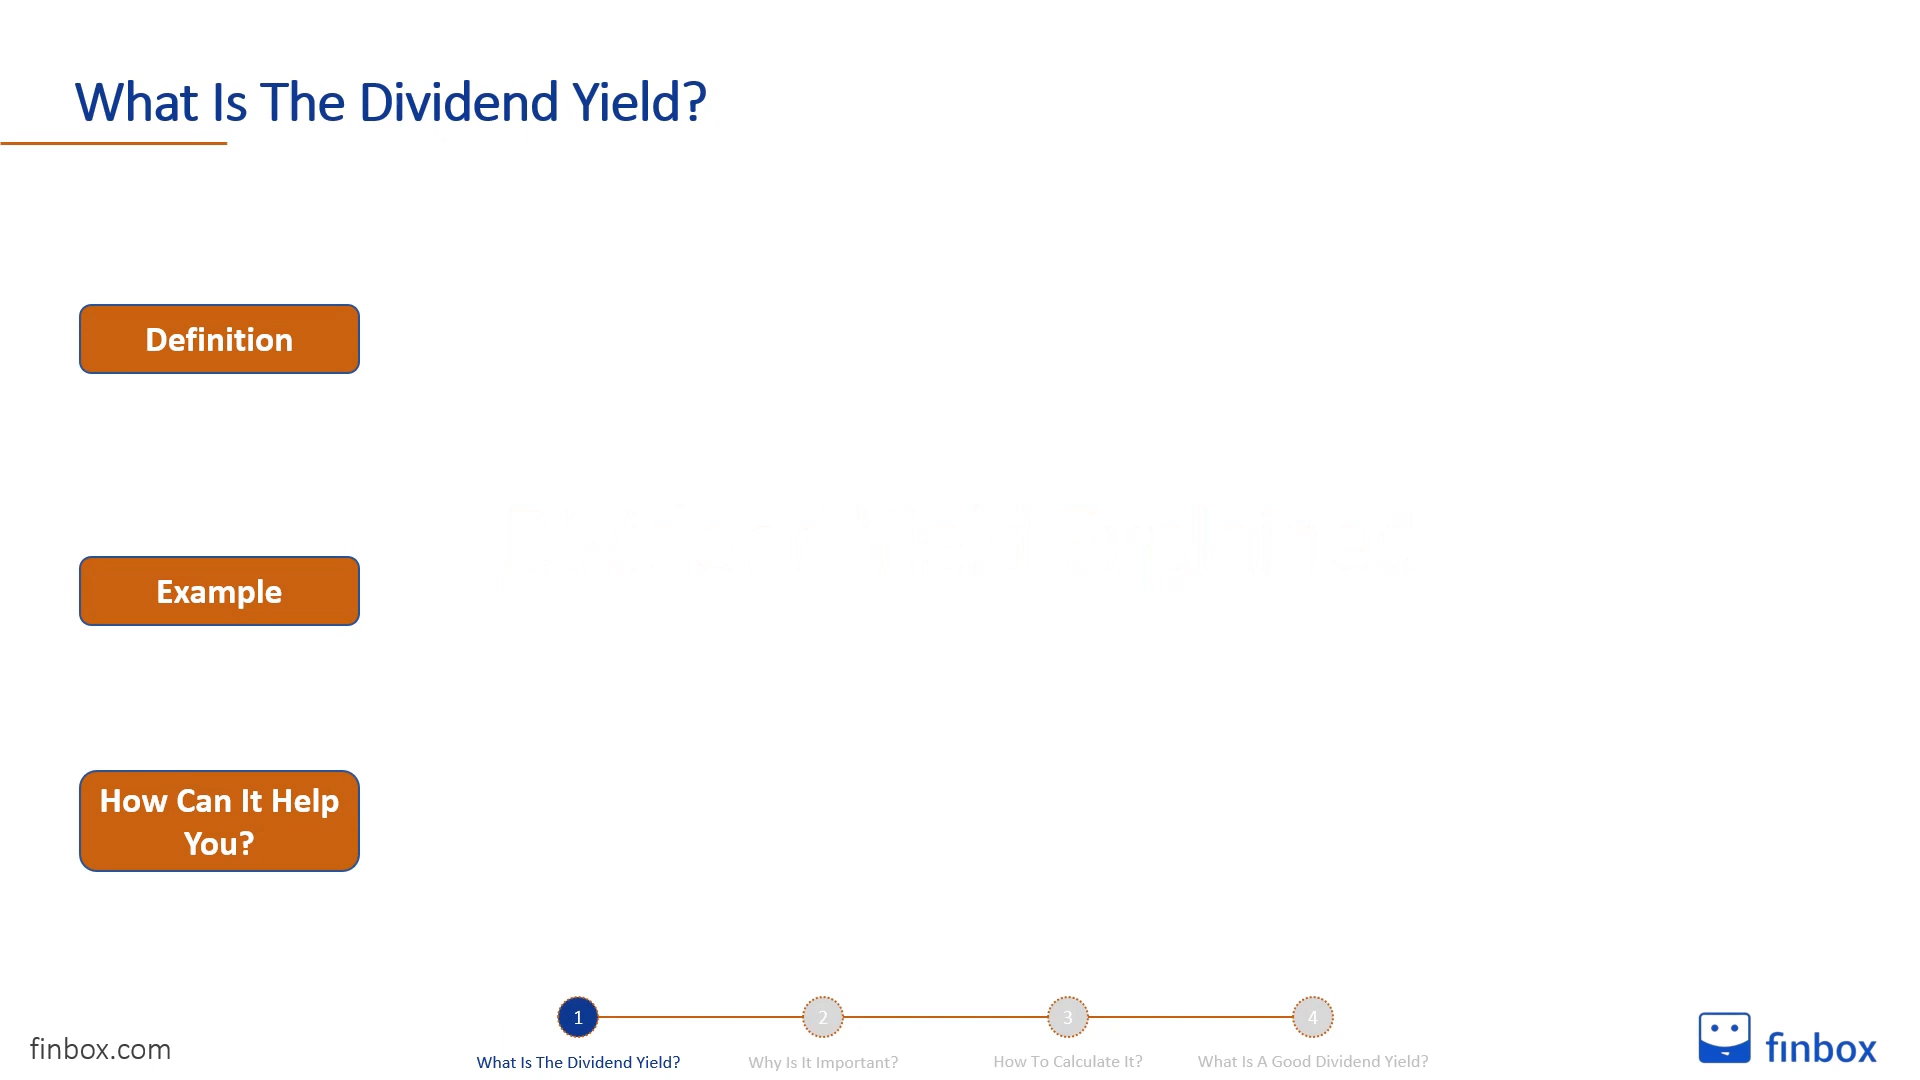 What Is The Dividend Yield?
Definition
Example
How Can It Help
You?
1
2
3
4
What Is The Dividend Yield?
Why Is It Important?
How To Calculate It?
What Is A Good Dividend Yield?
finbox.com
finbox